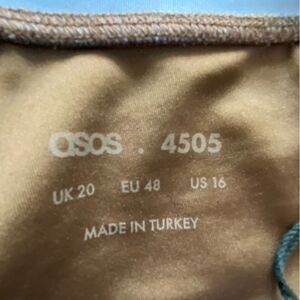 asos . 4505
UK 20 EU 48 US 16
MADE IN TURKEY